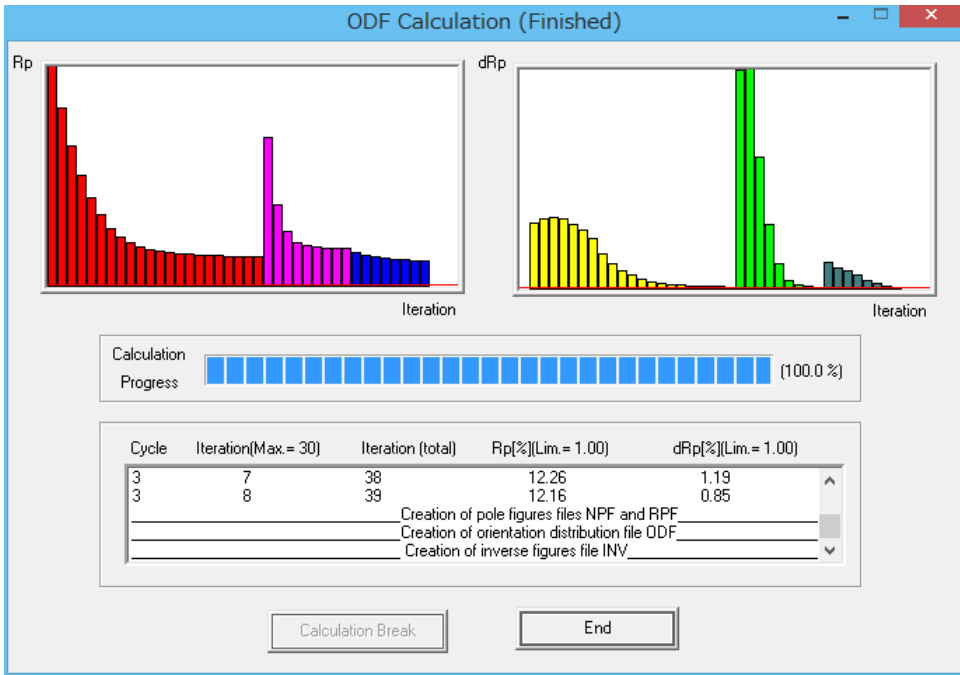 ODF Calculation (Finished)
Rp
dRp
Iteration
Iteration
Calculation
Progress
(100.0 %)
Cycle Iteration(Max.= 30) Iteration (total) Rp[%](Lim.= 1.00) dRp[%](Lim.= 1.00)
3 7 38 12.26 1.19
3 8 39 12.16 0.85
Creation of pole figures files NPF and RPF
Creation of orientation distribution file ODF
Creation of inverse figures file INV
Calculation Break
End